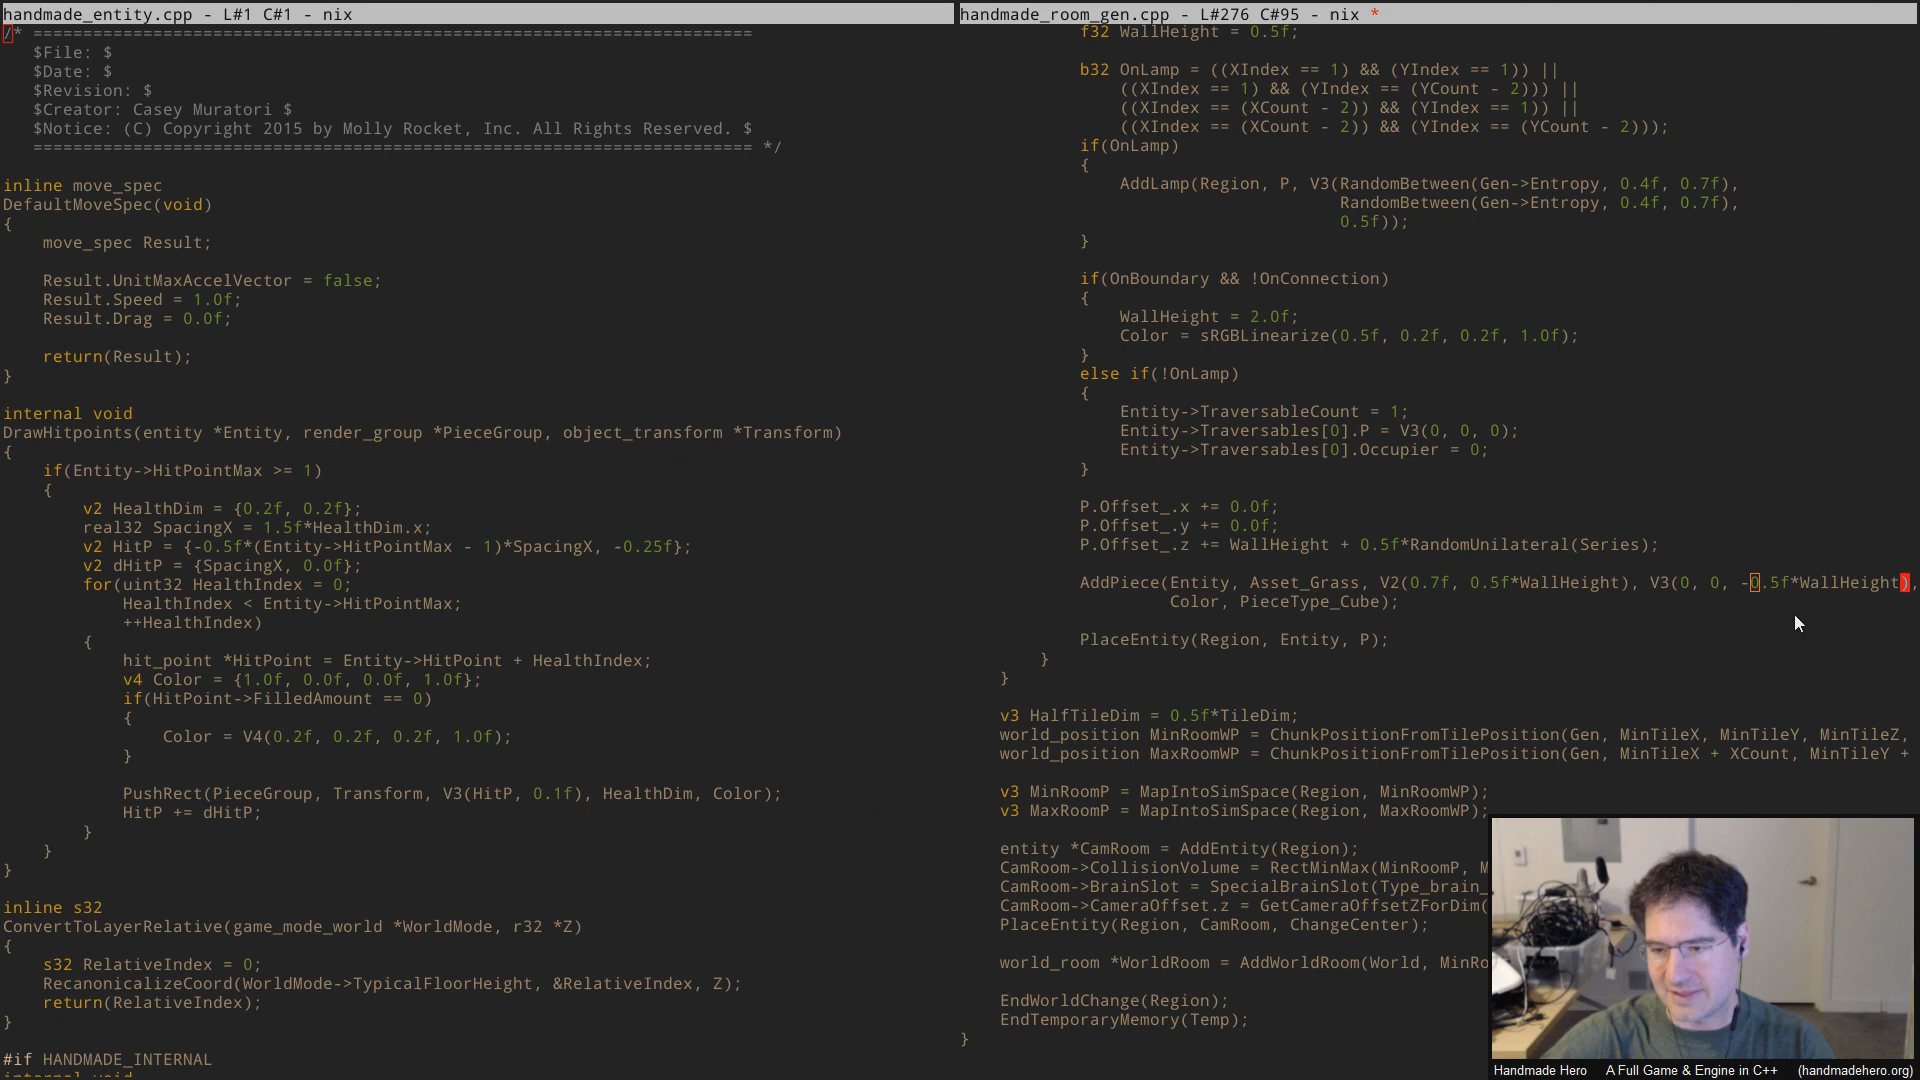 handmade_entity.cpp - L#1 C#1 - nix
/* ========================================================================
$File: $
$Date: $
$Revision: $
$Creator: Casey Muratori $
$Notice: (C) Copyright 2015 by Molly Rocket, Inc. All Rights Reserved. $
======================================================================== */
inline move_spec
DefaultMoveSpec(void)
{
move_spec Result;
Result.UnitMaxAccelVector = false;
Result.Speed = 1.0f;
Result.Drag = 0.0f;
return(Result);
}
internal void
DrawHitpoints(entity *Entity, render_group *PieceGroup, object_transform *Transform)
{
if(Entity->HitPointMax >= 1)
{
v2 HealthDim = {0.2f, 0.2f};
real32 SpacingX = 1.5f*HealthDim.x;
v2 HitP = {-0.5f*(Entity->HitPointMax - 1)*SpacingX, -0.25f};
v2 dHitP = {SpacingX, 0.0f};
for(uint32 HealthIndex = 0;
HealthIndex < Entity->HitPointMax;
++HealthIndex)
{
hit_point *HitPoint = Entity->HitPoint + HealthIndex;
v4 Color = {1.0f, 0.0f, 0.0f, 1.0f};
if(HitPoint->FilledAmount == 0)
{
Color = V4(0.2f, 0.2f, 0.2f, 1.0f);
}
PushRect(PieceGroup, Transform, V3(HitP, 0.1f), HealthDim, Color);
HitP += dHitP;
}
}
}
inline s32
ConvertToLayerRelative(game_mode_world *WorldMode, r32 *Z)
{
s32 RelativeIndex = 0;
RecanonicalizeCoord(WorldMode->TypicalFloorHeight, &RelativeIndex, Z);
return(RelativeIndex);
}
#if HANDMADE_INTERNAL
internal void
handmade_room_gen.cpp - L#276 C#95 - nix *
f32 WallHeight = 0.5f;
b32 OnLamp = ((XIndex == 1) && (YIndex == 1)) ||
((XIndex == 1) && (YIndex == (YCount - 2))) ||
((XIndex == (XCount - 2)) && (YIndex == 1)) ||
((XIndex == (XCount - 2)) && (YIndex == (YCount - 2)));
if(OnLamp)
{
AddLamp(Region, P, V3(RandomBetween(Gen->Entropy, 0.4f, 0.7f),
RandomBetween(Gen->Entropy, 0.4f, 0.7f),
0.5f));
}
if(OnBoundary && !OnConnection)
{
WallHeight = 2.0f;
Color = sRGBLinearize(0.5f, 0.2f, 0.2f, 1.0f);
}
else if(!OnLamp)
{
Entity->TraversableCount = 1;
Entity->Traversables[0].P = V3(0, 0, 0);
Entity->Traversables[0].Occupier = 0;
}
P.Offset_.x += 0.0f;
P.Offset_.y += 0.0f;
P.Offset_.z += WallHeight + 0.5f*RandomUnilateral(Series);
AddPiece(Entity, Asset_Grass, V2(0.7f, 0.5f*WallHeight), V3(0, 0, -0.5f*WallHeight),
Color, PieceType_Cube);
PlaceEntity(Region, Entity, P);
}
}
v3 HalfTileDim = 0.5f*TileDim;
world_position MinRoomWP = ChunkPositionFromTilePosition(Gen, MinTileX, MinTileY, MinTileZ,
world_position MaxRoomWP = ChunkPositionFromTilePosition(Gen, MinTileX + XCount, MinTileY +
v3 MinRoomP = MapIntoSimSpace(Region, MinRoomWP);
v3 MaxRoomP = MapIntoSimSpace(Region, MaxRoomWP);
entity *CamRoom = AddEntity(Region);
CamRoom->CollisionVolume = RectMinMax(MinRoomP, M
CamRoom->BrainSlot = SpecialBrainSlot(Type_brain_
CamRoom->CameraOffset.z = GetCameraOffsetZForDim(
PlaceEntity(Region, CamRoom, ChangeCenter);
world_room *WorldRoom = AddWorldRoom(World, MinRo
EndWorldChange(Region);
EndTemporaryMemory(Temp);
}
Handmade Hero A Full Game & Engine in C++ (handmadehero.org)